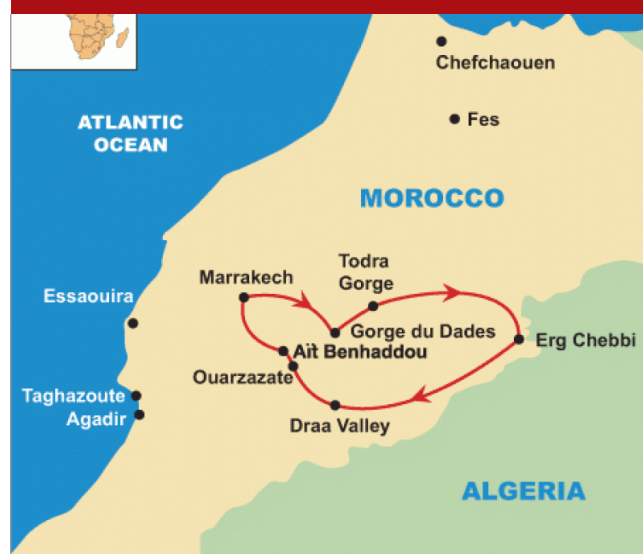 Chefchaouen
ATLANTIC
OCEAN
Fes
MOROCCO
Todra
Gorge
Marrakech
Essaouira
Gorge du Dades
Erg Chebbi
Aït Benhaddou
Ouarzazate
Taghazoute
Agadir
Draa Valley
ALGERIA